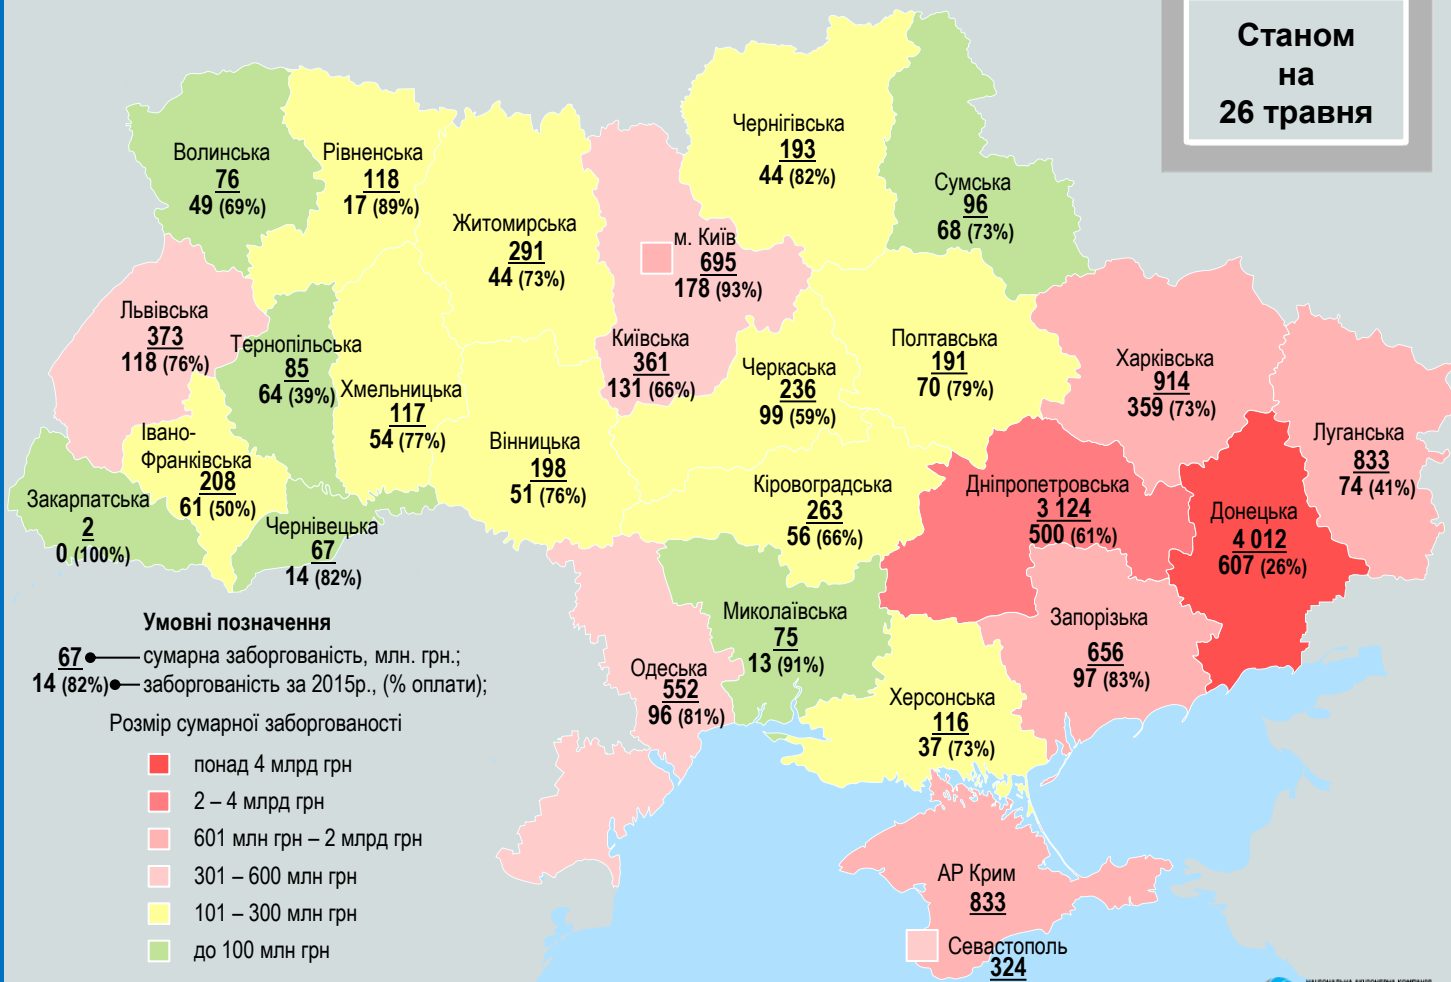 Станом
на
26 травня
Волинська
76
49 (69%)
Рівненська
118
17 (89%)
Житомирська
291
44 (73%)
м. Київ
695
178 (93%)
Київська
361
131 (66%)
Чернігівська
193
44 (82%)
Сумська
96
68 (73%)
Львівська
373
118 (76%)
Тернопільська
85
64 (39%)
Хмельницька
117
54 (77%)
Вінницька
198
51 (76%)
Черкаська
236
99 (59%)
Полтавська
191
70 (79%)
Харківська
914
359 (73%)
Луганська
833
74 (41%)
Івано-
Франківська
208
61 (50%)
Закарпатська
2
0 (100%)
Чернівецька
67
14 (82%)
Кіровоградська
263
56 (66%)
Дніпропетровська
3 124
500 (61%)
Донецька
4 012
607 (26%)
Одеська
552
96 (81%)
Миколаївська
75
13 (91%)
Запорізька
656
97 (83%)
Херсонська
116
37 (73%)
АР Крим
833
Севастополь
324
Умовні позначення
67 сумарна заборгованість, млн. грн.;
14 (82%) заборгованість за 2015р., (% оплати);
Розмір сумарної заборгованості
понад 4 млрд грн
2 – 4 млрд грн
601 млн грн – 2 млрд грн
301 – 600 млн грн
101 – 300 млн грн
до 100 млн грн